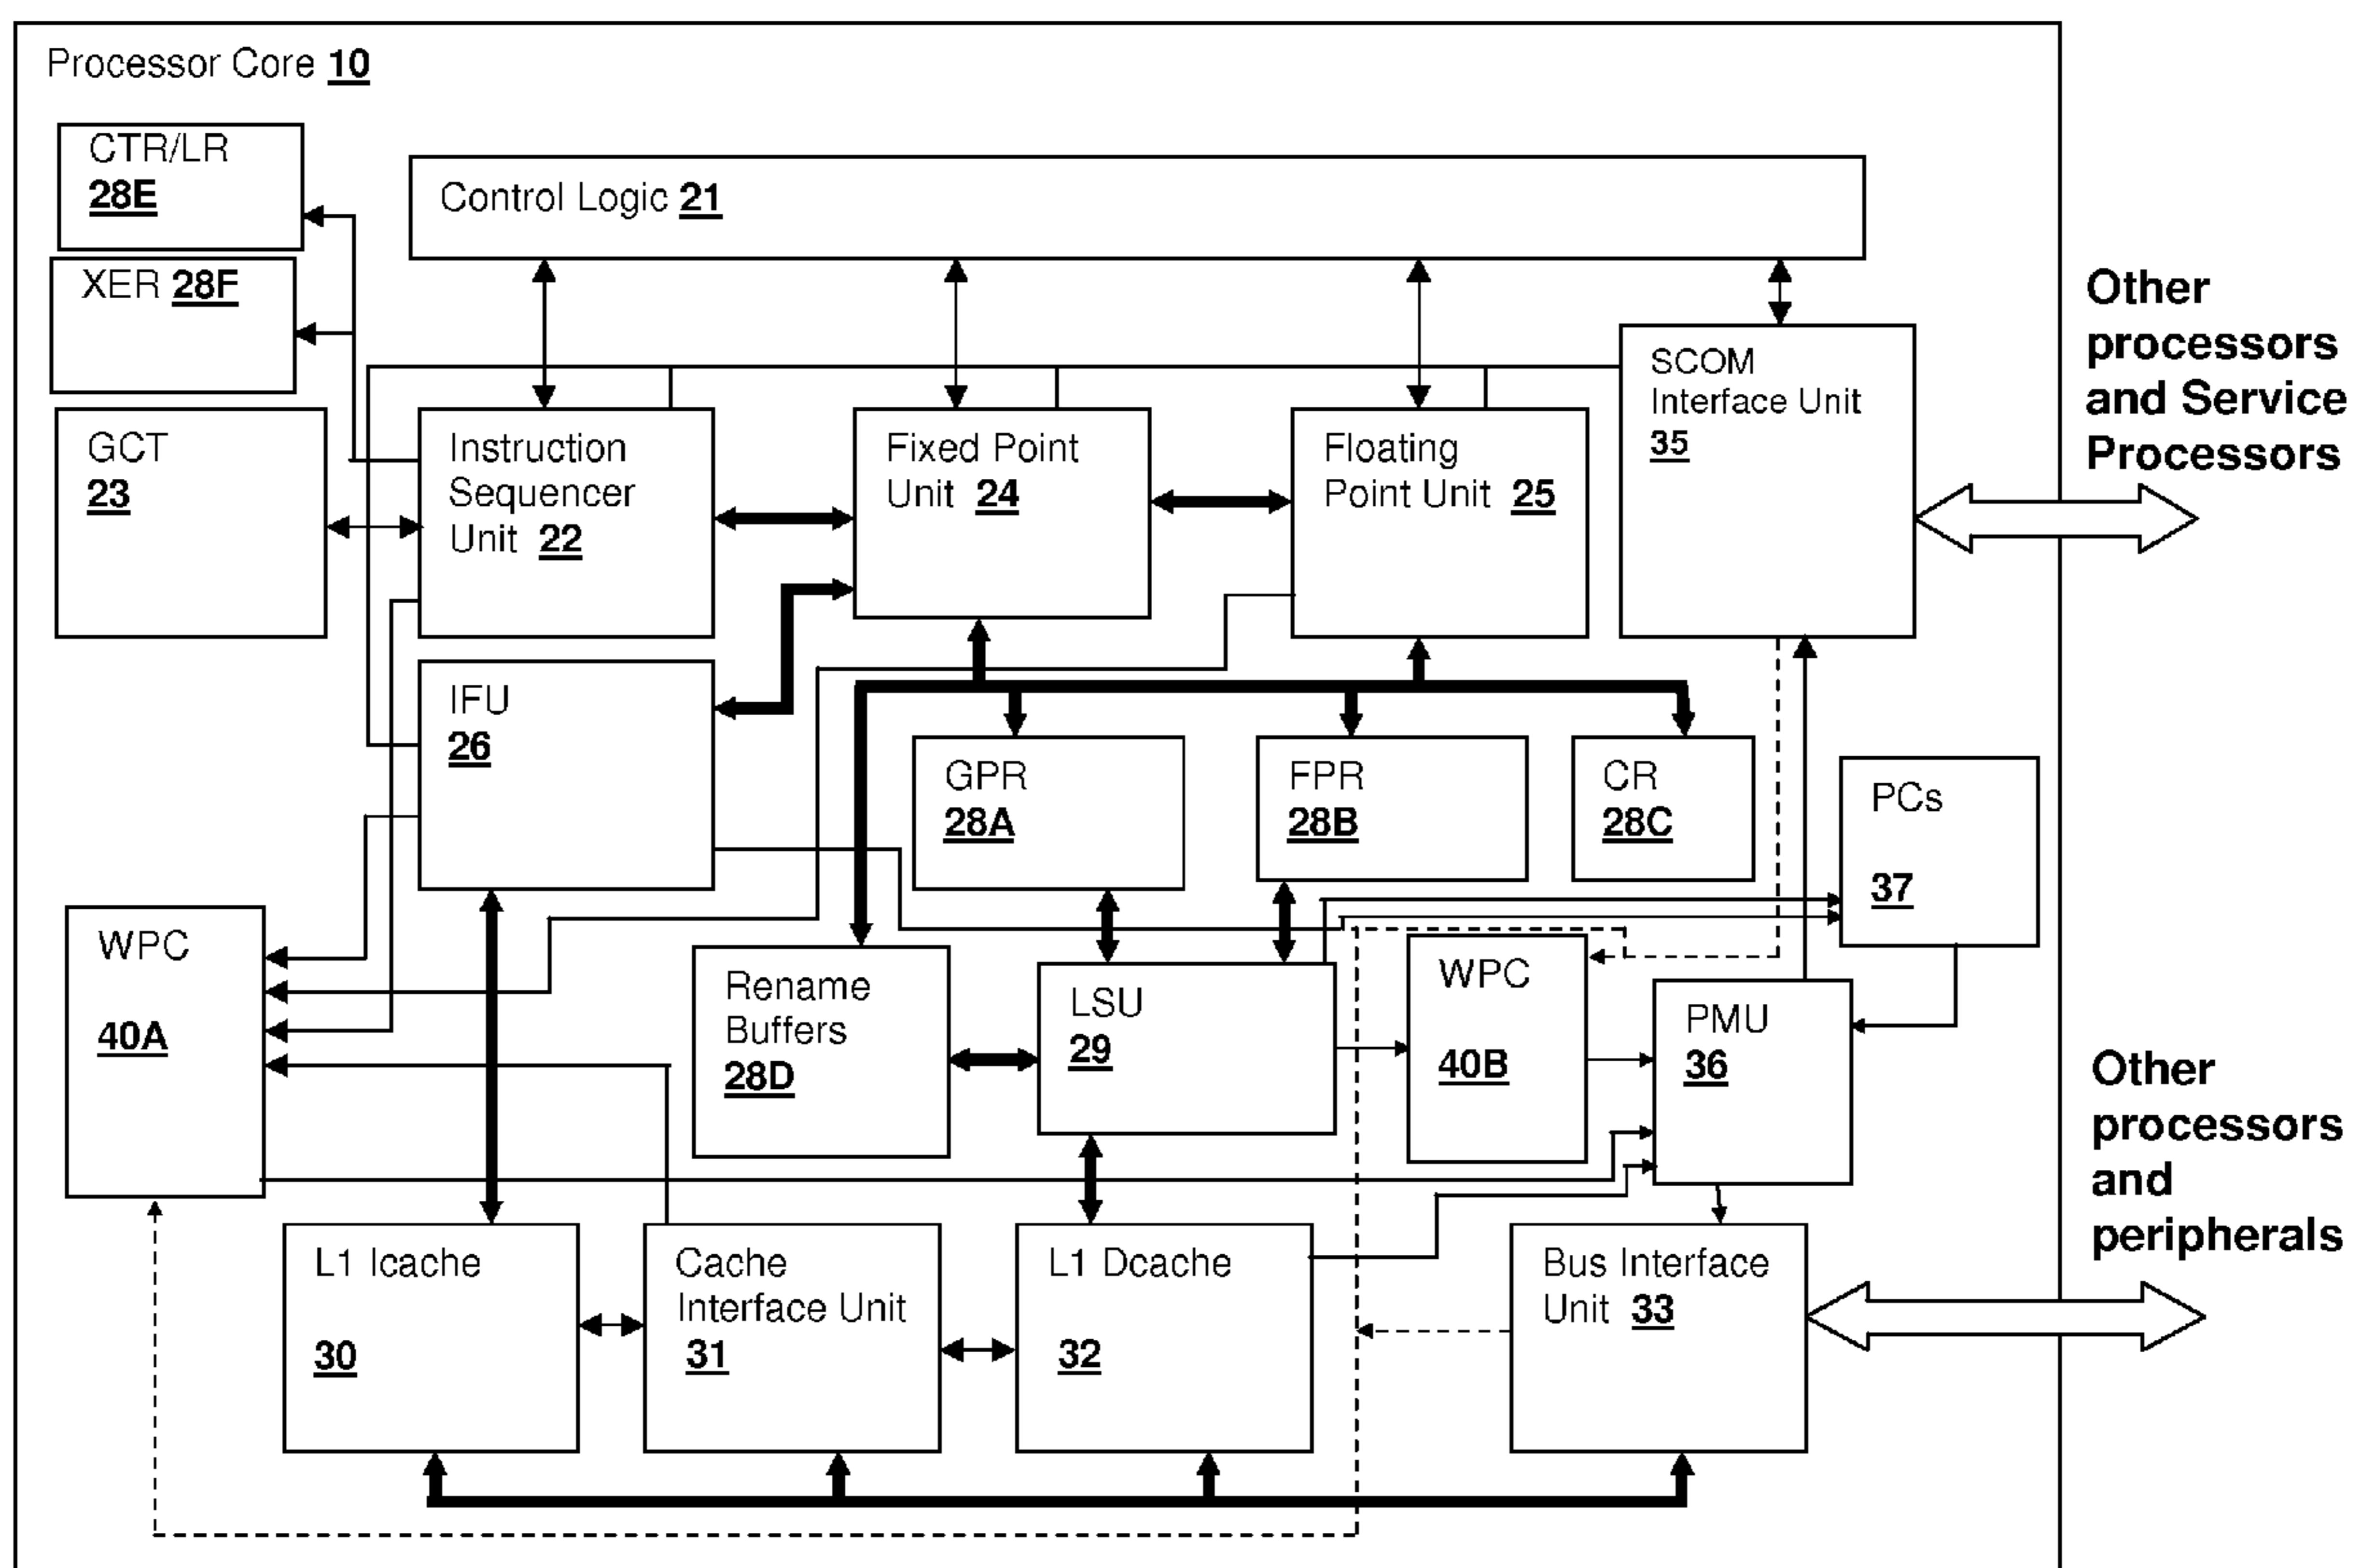 Processor Core 10
CTR/LR
28E
Control Logic 21
XER 28F
Other
processors
and Service
Processors
SCOM
Interface Unit
35
GCT
23
Instruction
Sequencer
Unit 22
Fixed Point
Unit 24
Floating
Point Unit 25
IFU
26
GPR
28A
FPR
28B
CR
28C
PCs
37
WPC
40A
Rename
Buffers
28D
LSU
29
WPC
40B
PMU
36
Other
processors
and
peripherals
L1 Icache
30
Cache
Interface Unit
31
L1 Dcache
32
Bus Interface
Unit 33